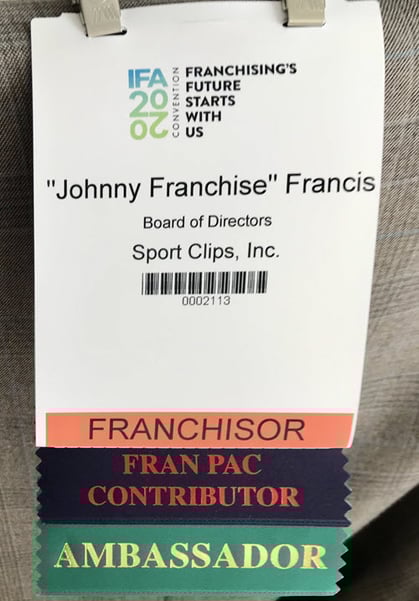 IFA
2020
CONVENTION
FRANCHISING'S
FUTURE
STARTS
WITH
US
"Johnny Franchise" Francis
Board of Directors
Sport Clips, Inc.
0002113
FRANCHISOR
FRAN PAC
CONTRIBUTOR
AMBASSADOR